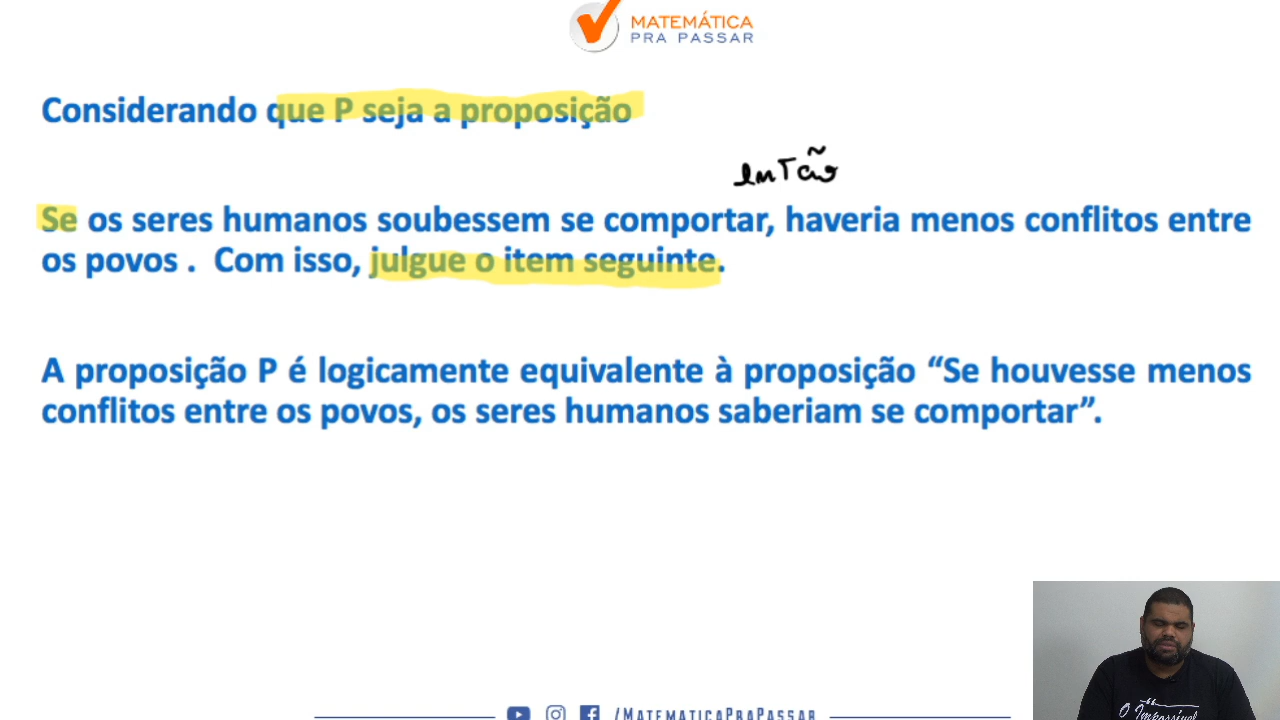 MATEMÁTICA
PRA PASSAR
Considerando que P seja a proposição
então
Se os seres humanos soubessem se comportar, haveria menos conflitos entre
os povos . Com isso, julgue o item seguinte.
A proposição P é logicamente equivalente à proposição “Se houvesse menos
conflitos entre os povos, os seres humanos saberiam se comportar”.
O Impossível
/MATEMATICAPRAPASSAR